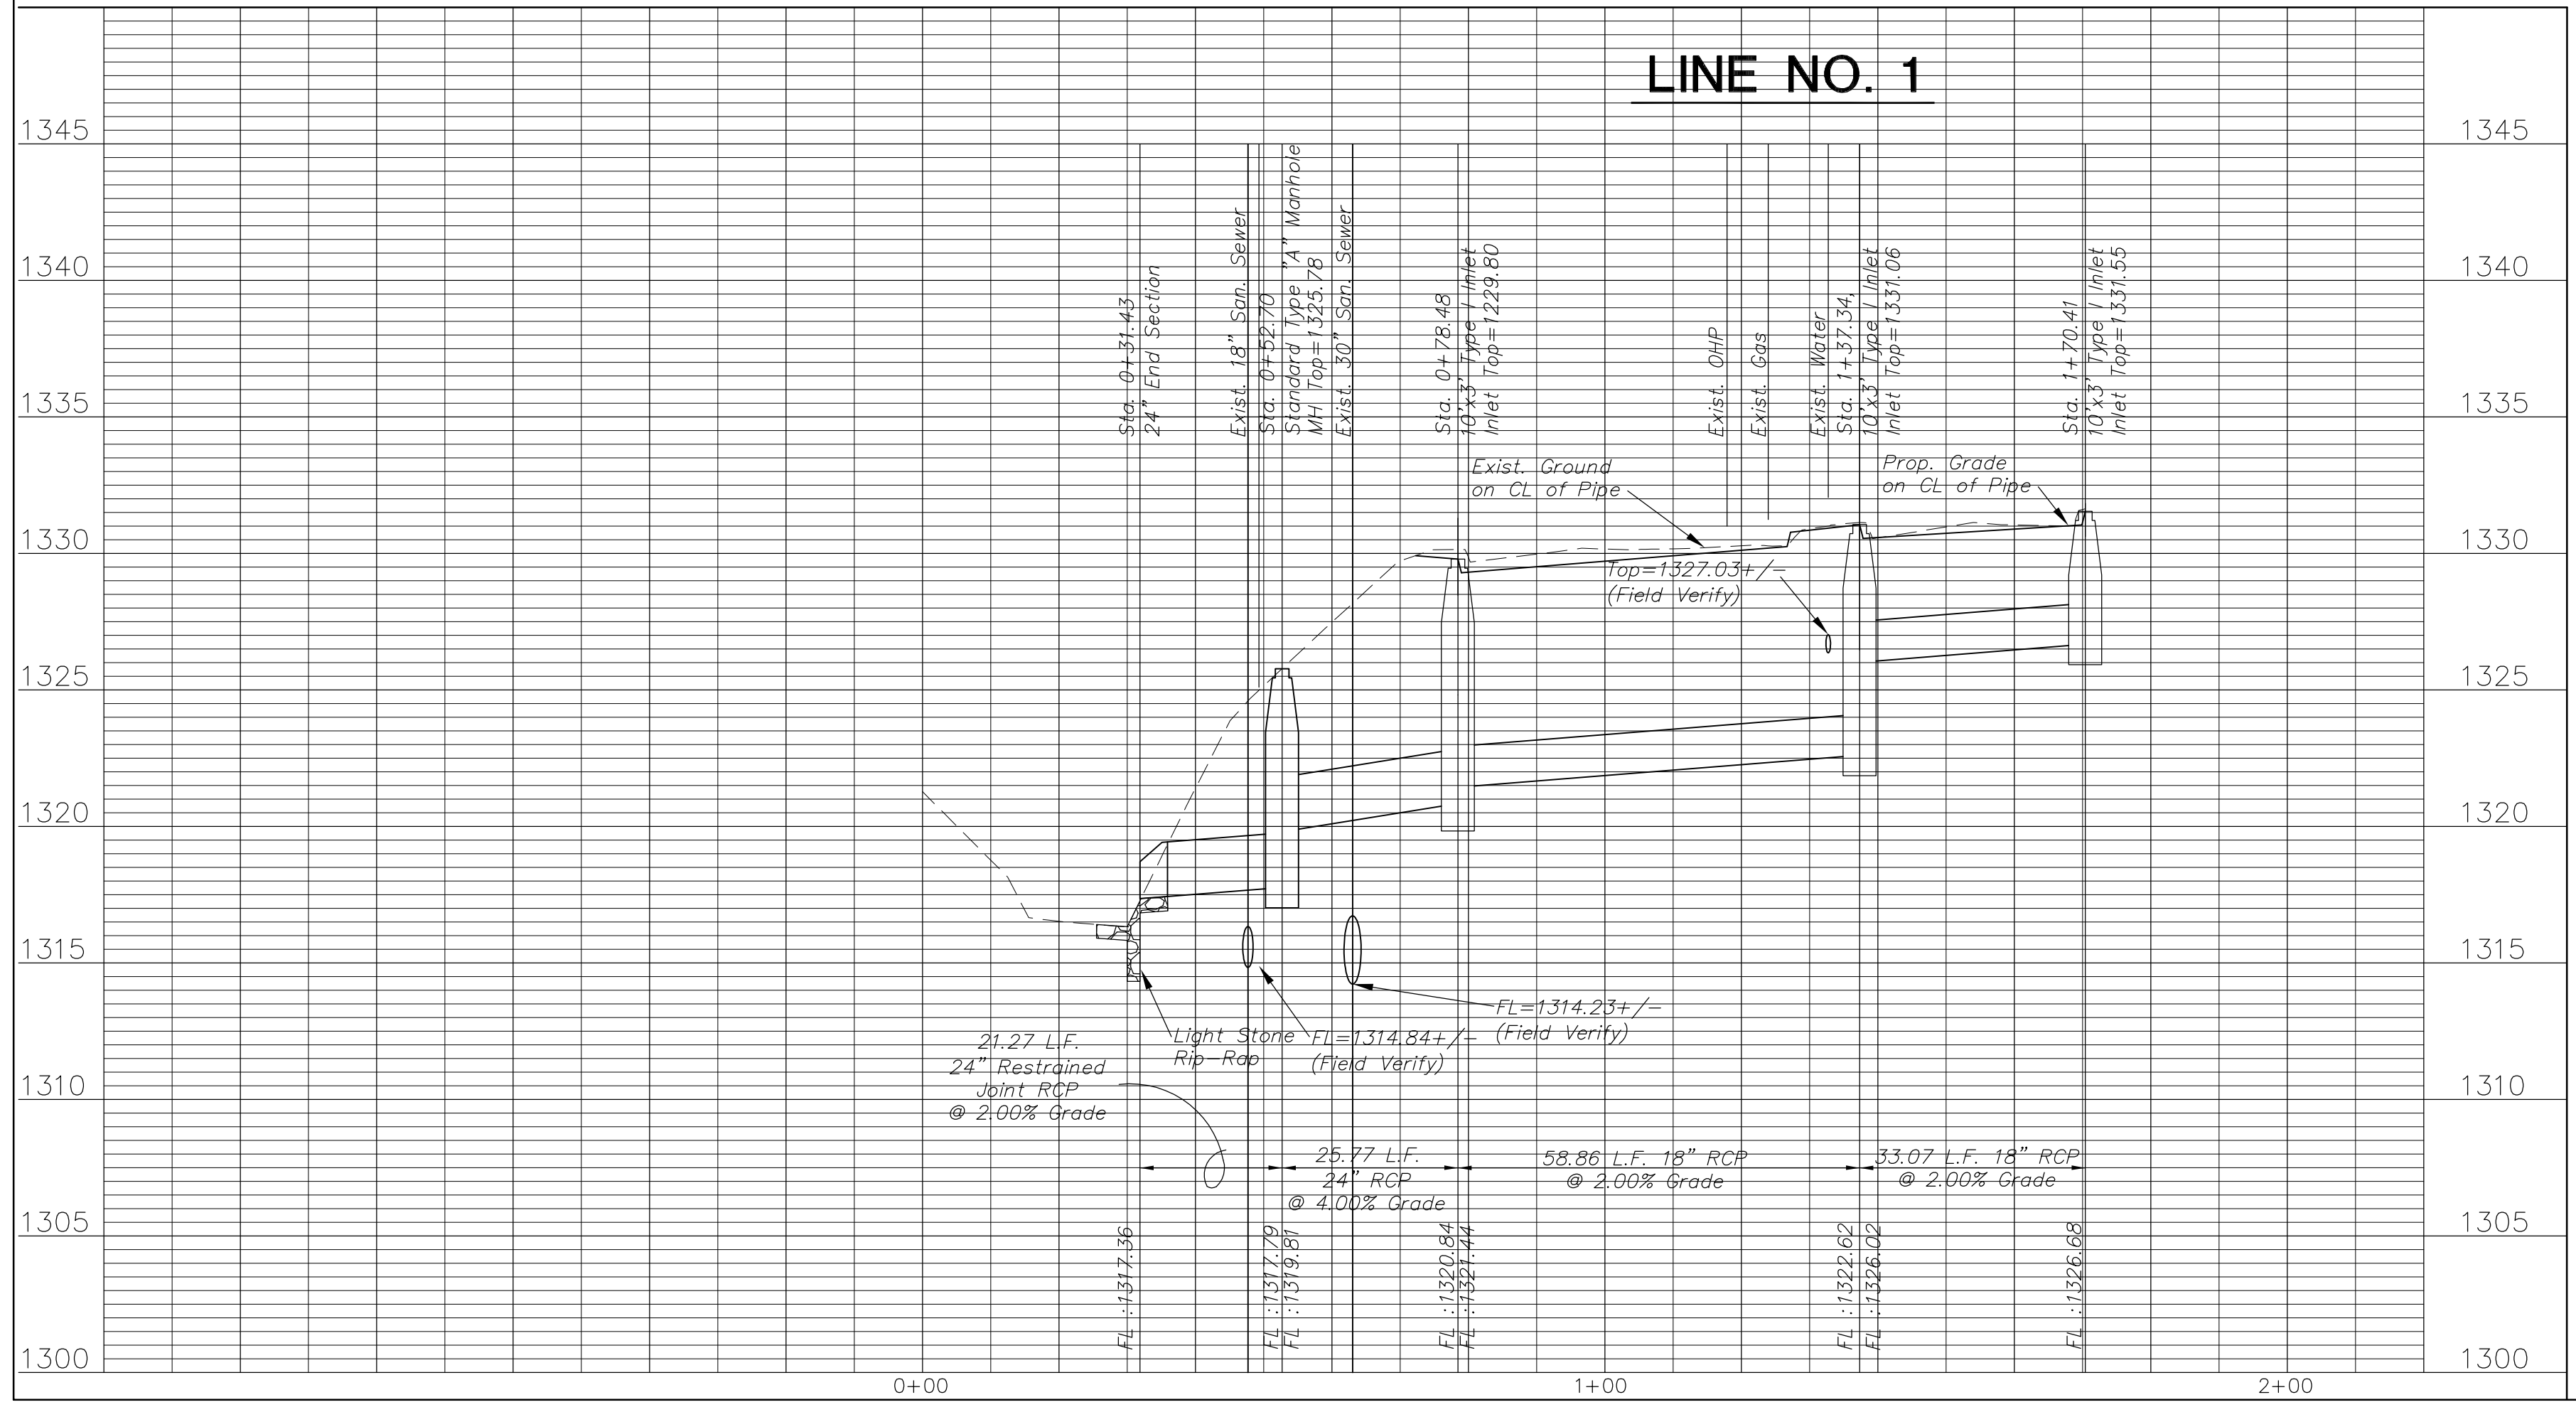 LINE NO. 1
1345
1345
1340
1340
1335
1335
1330
1330
1325
1325
1320
1320
1315
1315
1310
1310
1305
1305
1300
1300
Sta. 0+31.43
24" End Section
Exist. 18" San. Sewer
Sta. 0+52.70
Standard Type "A" Manhole
MH Top=1325.78
Exist. 30" San. Sewer
Sta. 0+78.48
10'x3' Type I Inlet
Inlet Top=1229.80
Exist. OHP
Exist. Gas
Exist. Water
Sta. 1+37.34,
10'x3' Type I Inlet
Inlet Top=1331.06
Sta. 1+70.41
10'x3' Type I Inlet
Inlet Top=1331.55
Exist. Ground
on CL of Pipe
Prop. Grade
on CL of Pipe
Top=1327.03+/-
(Field Verify)
FL=1314.23+/-
(Field Verify)
Light Stone
Rip-Rap
FL=1314.84+/-
(Field Verify)
21.27 L.F.
24" Restrained
Joint RCP
@ 2.00% Grade
25.77 L.F.
24" RCP
@ 4.00% Grade
58.86 L.F. 18" RCP
@ 2.00% Grade
33.07 L.F. 18" RCP
@ 2.00% Grade
FL :1317.36
FL :1317.79
FL :1319.81
FL :1320.84
FL :1321.44
FL :1322.62
FL :1326.02
FL :1326.68
0+00
1+00
2+00